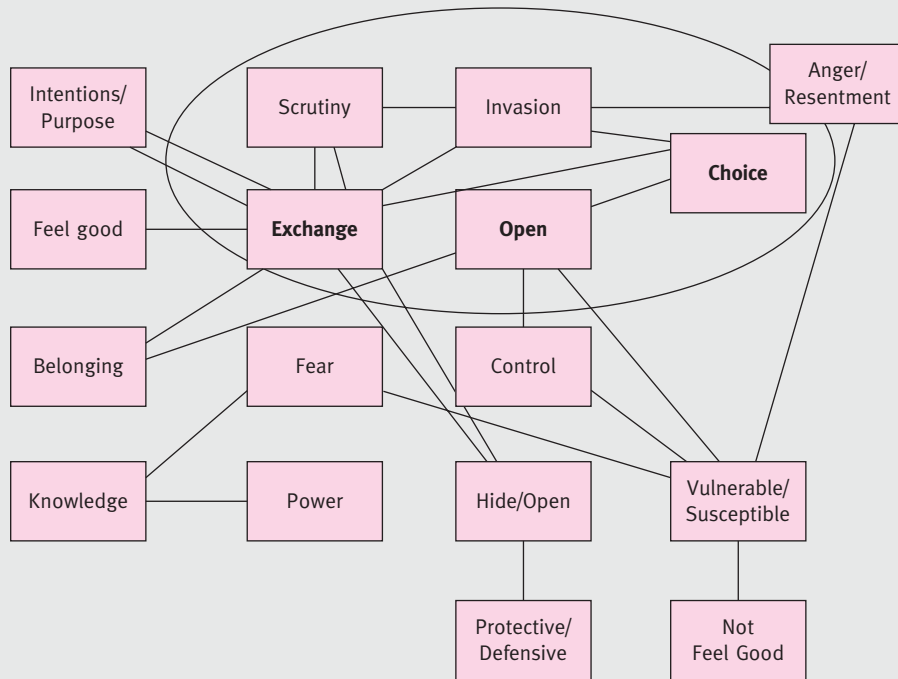 Anger/
Resentment
Intentions/
Purpose
Scrutiny
Invasion
Choice
Feel good
Exchange
Open
Belonging
Fear
Control
Knowledge
Power
Hide/Open
Vulnerable/
Susceptible
Protective/
Defensive
Not
Feel Good